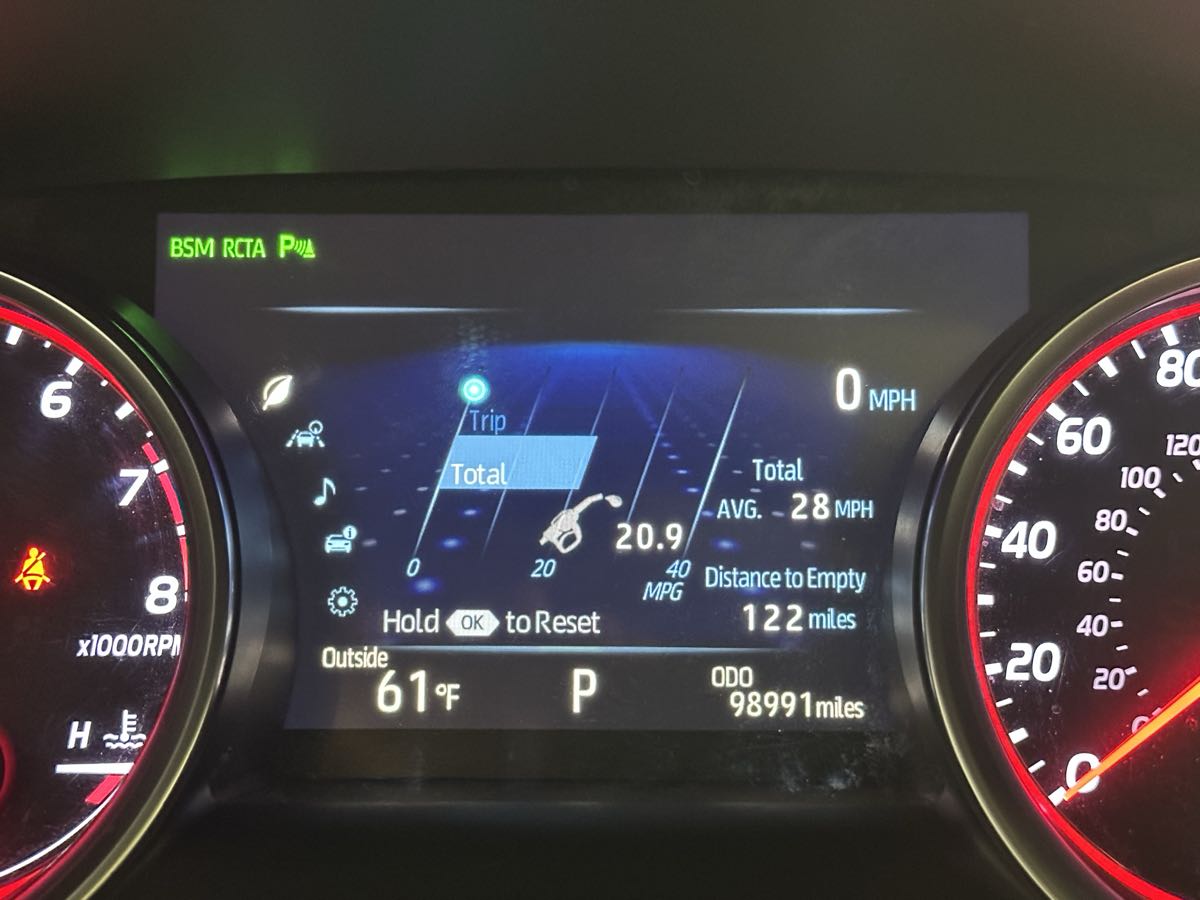 BSM RCTA P
0 MPH
Trip
Total
Total
AVG. 28 MPH
20.9
0 20 40
MPG
Distance to Empty
122 miles
Hold OK to Reset
Outside
61°F
P
ODO
98991 miles
6
7
8
x1000RPM
H
80
60
40
20
0
120
100
80
60
40
20
0